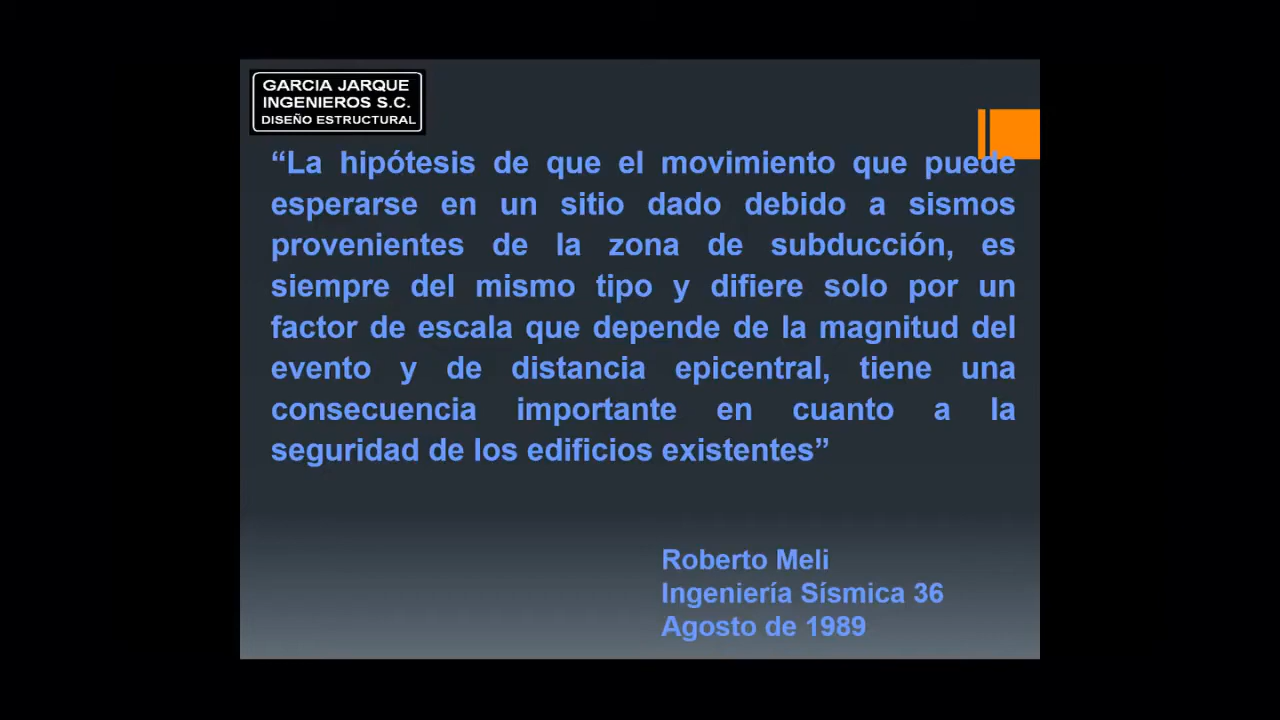 GARCIA JARQUE
INGENIEROS S.C.
DISEÑO ESTRUCTURAL
“La hipótesis de que el movimiento que puede
esperarse en un sitio dado debido a sismos
provenientes de la zona de subducción, es
siempre del mismo tipo y difiere solo por un
factor de escala que depende de la magnitud del
evento y de distancia epicentral, tiene una
consecuencia importante en cuanto a la
seguridad de los edificios existentes”
Roberto Meli
Ingeniería Sísmica 36
Agosto de 1989